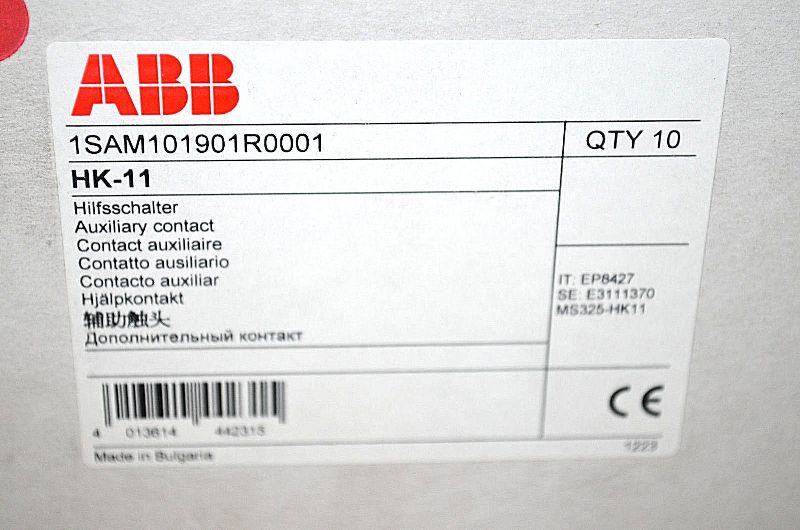 ABB
1SAM101901R0001
QTY 10
HK-11
Hilfsschalter
Auxiliary contact
Contact auxiliaire
Contatto ausiliario
Contacto auxiliar
Hjälpkontakt
辅助触头
Дополнительный контакт
IT: EP8427
SE: E3111370
MS325-HK11
4 013614 442315
CE
Made in Bulgaria
1223